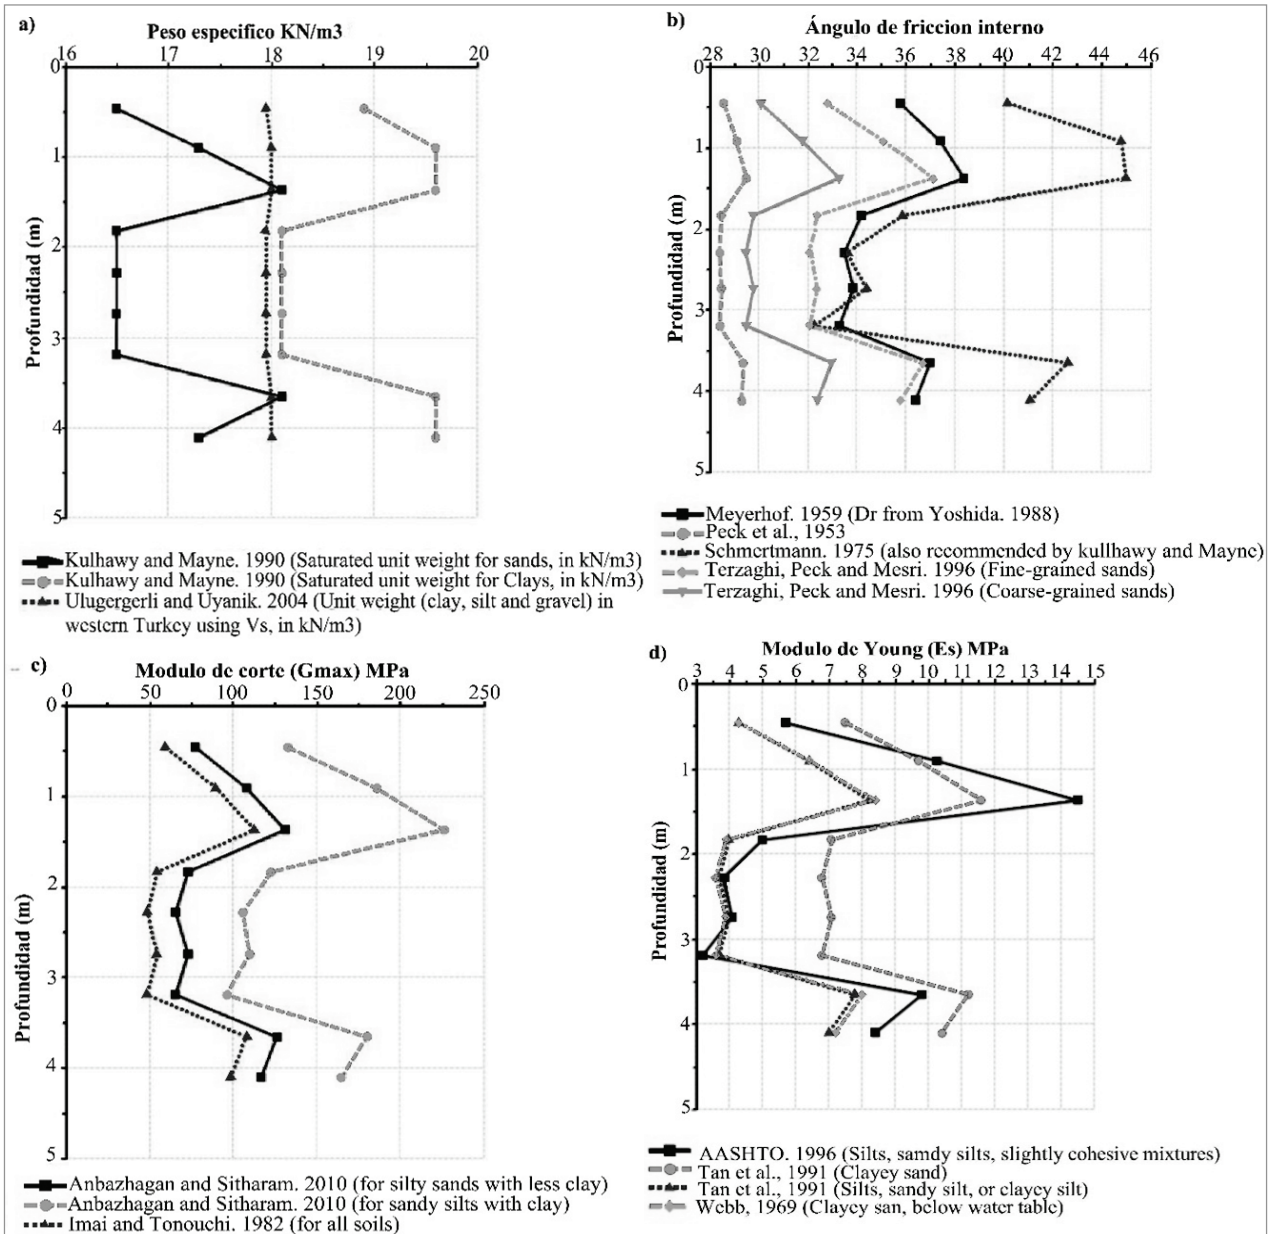 a)
Peso especifico KN/m3
16 17 18 19 20
0
1
2
3
4
5
Profundidad (m)
Kulhawy and Mayne. 1990 (Saturated unit weight for sands, in kN/m3)
Kulhawy and Mayne. 1990 (Saturated unit weight for Clays, in kN/m3)
Ulugergerli and Uyanik. 2004 (Unit weight (clay, silt and gravel) in
western Turkey using Vs, in kN/m3)
b)
Ángulo de friccion interno
28 30 32 34 36 38 40 42 44 46
0
1
2
3
4
5
Profundidad (m)
Meyerhof. 1959 (Dr from Yoshida. 1988)
Peck et al., 1953
Schmertmann. 1975 (also recommended by kullhawy and Mayne)
Terzaghi, Peck and Mesri. 1996 (Fine-grained sands)
Terzaghi, Peck and Mesri. 1996 (Coarse-grained sands)
c)
Modulo de corte (Gmax) MPa
0 50 100 150 200 250
0
1
2
3
4
5
Profundidad (m)
Anbazhagan and Sitharam. 2010 (for silty sands with less clay)
Anbazhagan and Sitharam. 2010 (for sandy silts with clay)
Imai and Tonouchi. 1982 (for all soils)
d)
Modulo de Young (Es) MPa
3 4 5 6 7 8 9 10 11 12 13 14 15
0
1
2
3
4
5
Profundidad (m)
AASHTO. 1996 (Silts, samdy silts, slightly cohesive mixtures)
Tan et al., 1991 (Clayey sand)
Tan et al., 1991 (Silts, sandy silt, or clayey silt)
Webb, 1969 (Clayey san, below water table)